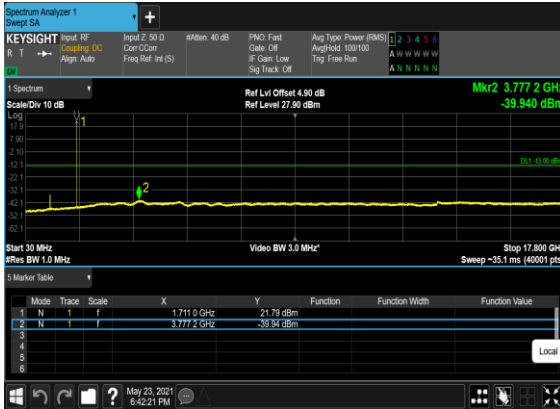 Spectrum Analyzer 1
Swept SA
+
KEYSIGHT Input: RF Input Z: 50 Ω #Atten: 40 dB PNO: Fast Avg Type: Power (RMS) 1 2 3 4 5 6
R T Coupling: DC Corr CCorr Gate: Off Avg|Hold: 100/100 A W W W W W
Align: Auto Freq Ref: Int (S) IF Gain: Low Trig: Free Run
Sig Track: Off A N N N N N
1 Spectrum Mkr2 3.777 2 GHz
Ref Lvl Offset 4.90 dB
Scale/Div 10 dB Ref Level 27.90 dBm -39.940 dBm
Log
17.9 1
7.90
-2.10
-12.1 DL1 -13.00 dBm
-22.1
-32.1 2
-42.1
-52.1
-62.1
Start 30 MHz Video BW 3.0 MHz* Stop 17.800 GH
#Res BW 1.0 MHz Sweep ~35.1 ms (40001 pts
5 Marker Table
Mode Trace Scale X Y Function Function Width Function Value
1 N 1 f 1.711 0 GHz 21.79 dBm
2 N 1 f 3.777 2 GHz -39.94 dBm
3
4
5
6
Local
? May 23, 2021
6:42:21 PM